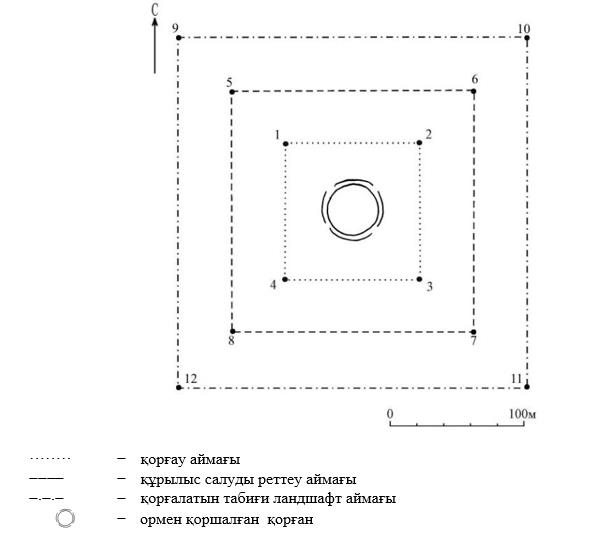 С
9 10
5 6
1 2
4 3
8 7
12 11
0 100м
........ – қорғау аймағы
–––– – құрылыс салуды реттеу аймағы
–·–·– – қорғалатын табиғи ландшафт аймағы
– ормен қоршалған қорған